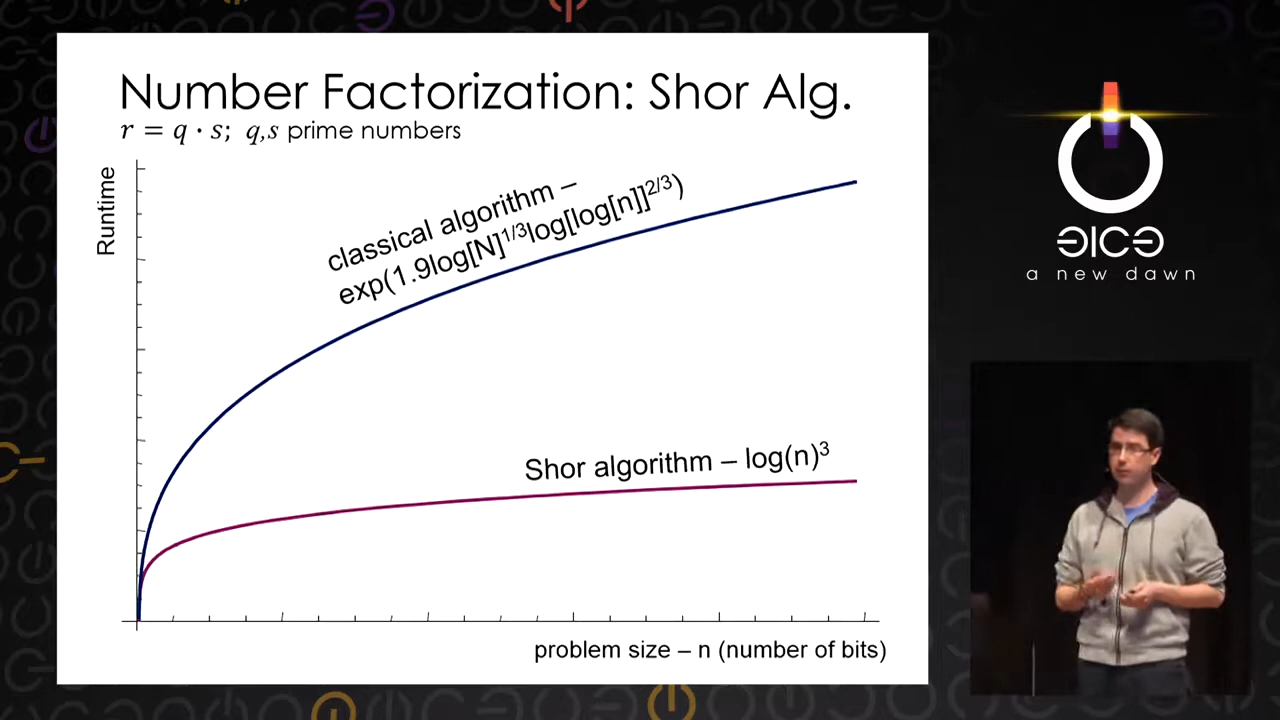 Number Factorization: Shor Alg.
r = q · s; q,s prime numbers
Runtime
classical algorithm –
exp(1.9log[N]^1/3log[log[n]]^2/3)
Shor algorithm – log(n)^3
problem size – n (number of bits)
a new dawn